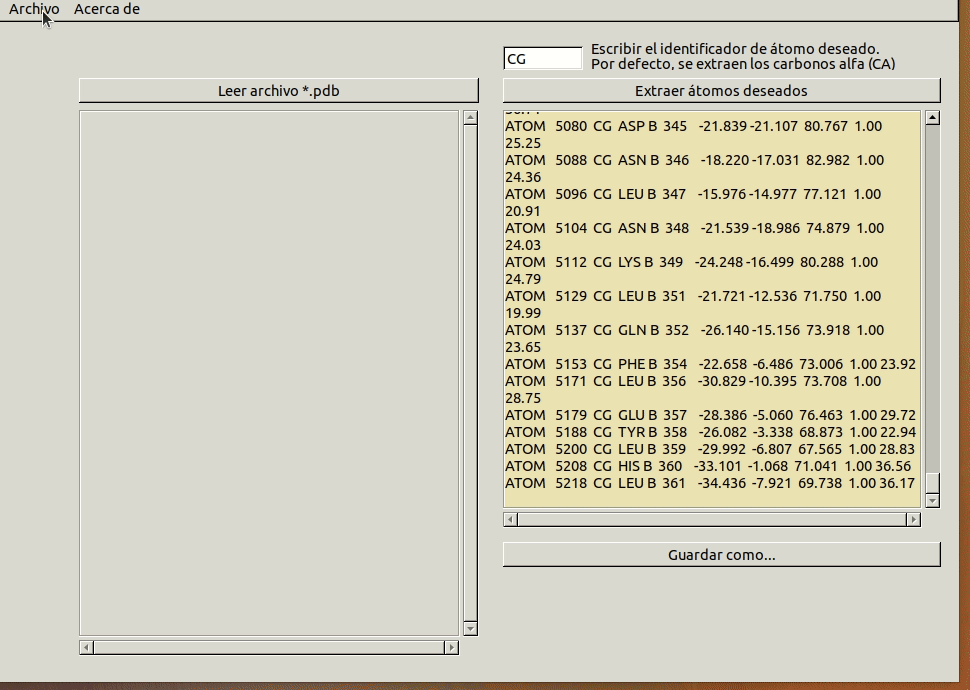 Archivo Acerca de
CG
Escribir el identificador de átomo deseado.
Por defecto, se extraen los carbonos alfa (CA)
Leer archivo *.pdb
Extraer átomos deseados
ATOM 5080 CG ASP B 345 -21.839 -21.107 80.767 1.00
25.25
ATOM 5088 CG ASN B 346 -18.220 -17.031 82.982 1.00
24.36
ATOM 5096 CG LEU B 347 -15.976 -14.977 77.121 1.00
20.91
ATOM 5104 CG ASN B 348 -21.539 -18.986 74.879 1.00
24.03
ATOM 5112 CG LYS B 349 -24.248 -16.499 80.288 1.00
24.79
ATOM 5129 CG LEU B 351 -21.721 -12.536 71.750 1.00
19.99
ATOM 5137 CG GLN B 352 -26.140 -15.156 73.918 1.00
23.65
ATOM 5153 CG PHE B 354 -22.658 -6.486 73.006 1.00 23.92
ATOM 5171 CG LEU B 356 -30.829 -10.395 73.708 1.00
28.75
ATOM 5179 CG GLU B 357 -28.386 -5.060 76.463 1.00 29.72
ATOM 5188 CG TYR B 358 -26.082 -3.338 68.873 1.00 22.94
ATOM 5200 CG LEU B 359 -29.992 -6.807 67.565 1.00 28.83
ATOM 5208 CG HIS B 360 -33.101 -1.068 71.041 1.00 36.56
ATOM 5218 CG LEU B 361 -34.436 -7.921 69.738 1.00 36.17
Guardar como...